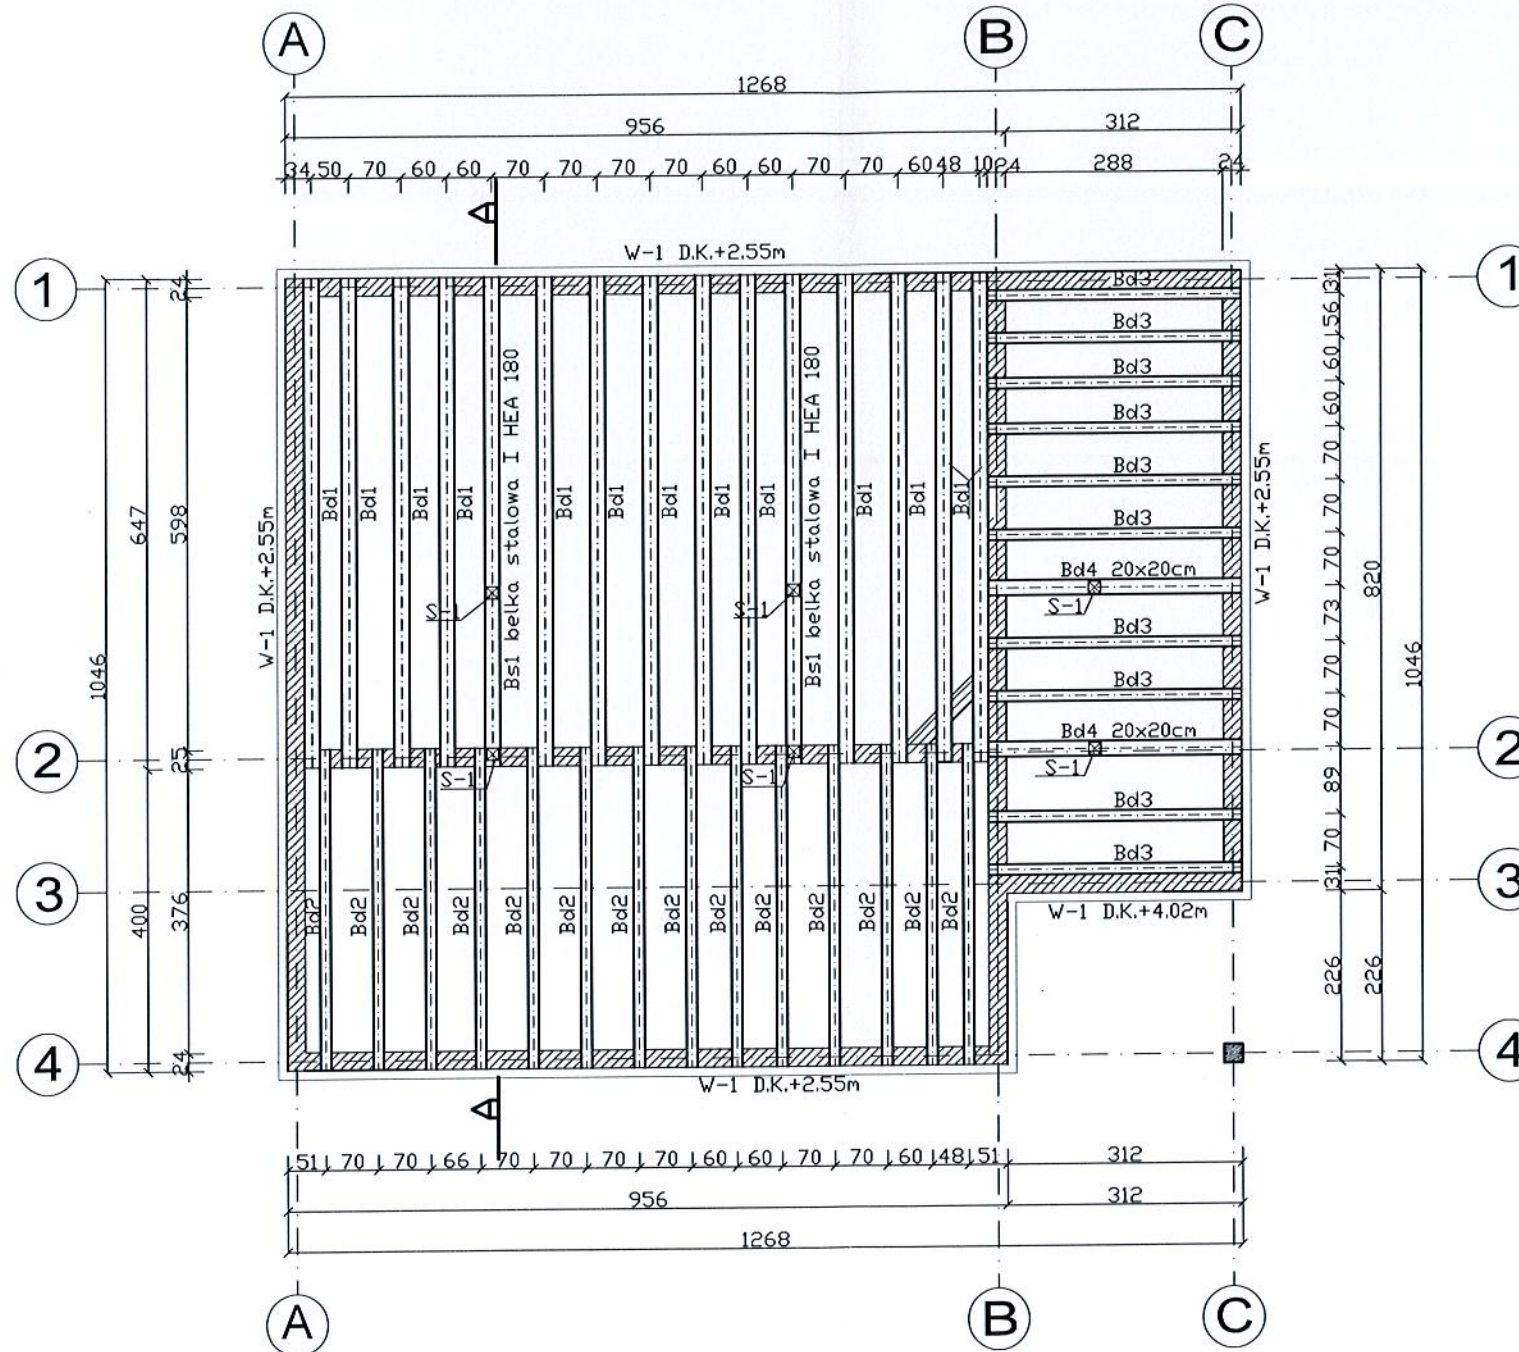 A B C
1268
956 312
34 50 70 60 60 70 70 70 70 60 60 70 70 60 48 10 24 288 24
W-1 D.K.+2.55m
1 1
24 31
Bd3
56
Bd3
60
Bd3
60
Bd3
70
Bd3
70
Bd3
70
Bd4 20x20cm
S-1
73
Bd3
70
Bd3
70
Bd4 20x20cm
S-1
89
Bd3
70
Bd3
31
W-1 D.K.+2.55m
820
1046
W-1 D.K.+2.55m
1046
647
598
Bd1 Bd1 Bd1 Bd1 Bs1 belka stalowa I HEA 180 Bd1 Bd1 Bd1 Bd1 Bd1 Bs1 belka stalowa I HEA 180 Bd1 Bd1 Bd1
S-1 S-1
2 2
25
S-1 S-1
3 3
400
376
Bd2 Bd2 Bd2 Bd2 Bd2 Bd2 Bd2 Bd2 Bd2 Bd2 Bd2 Bd2 Bd2
W-1 D.K.+4.02m
226 226
4 4
24
W-1 D.K.+2.55m
51 70 70 66 70 70 70 70 60 60 70 70 60 48 51 312
956 312
1268
A B C